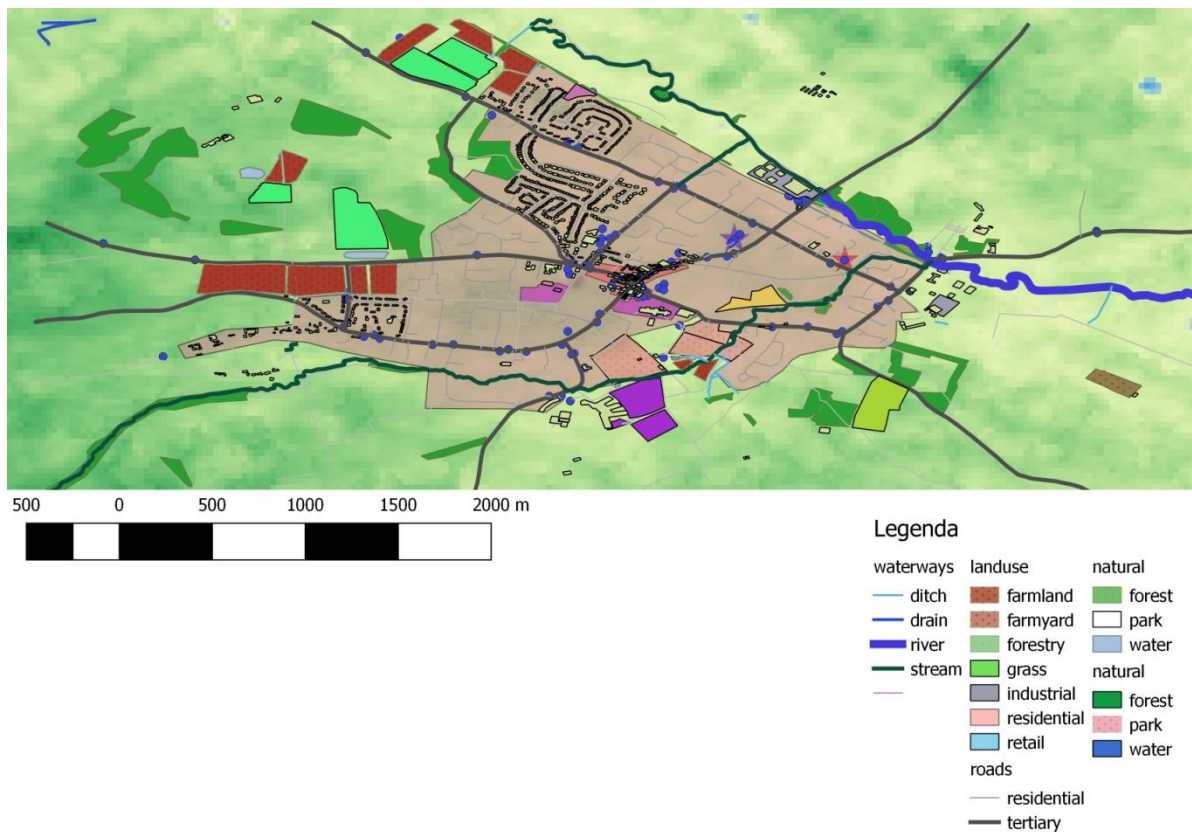 500 0 500 1000 1500 2000 m
Legenda
waterways landuse natural
ditch farmland forest
drain farmyard park
river forestry water
stream grass natural
industrial forest
residential park
retail water
roads
residential
tertiary